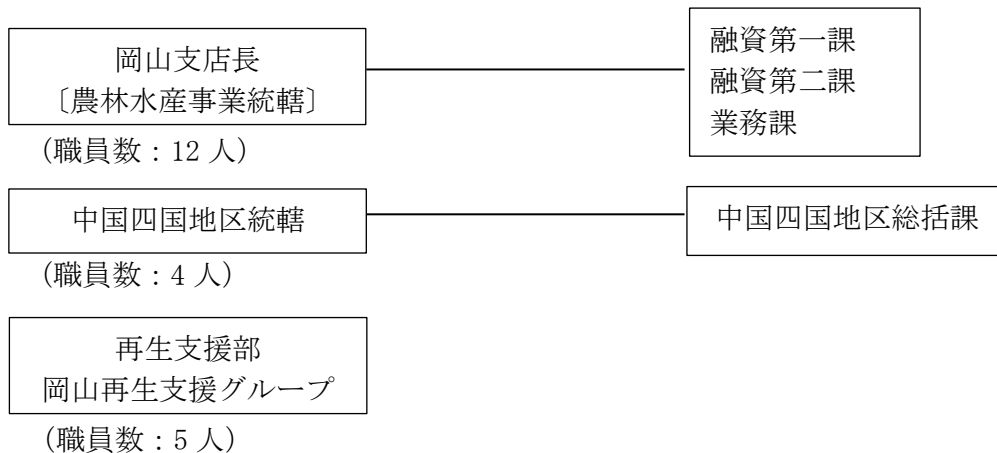 岡山支店長
〔農林水産事業統轄〕
(職員数：12 人)
融資第一課
融資第二課
業務課
中国四国地区統轄
(職員数：4 人)
中国四国地区総括課
再生支援部
岡山再生支援グループ
(職員数：5 人)